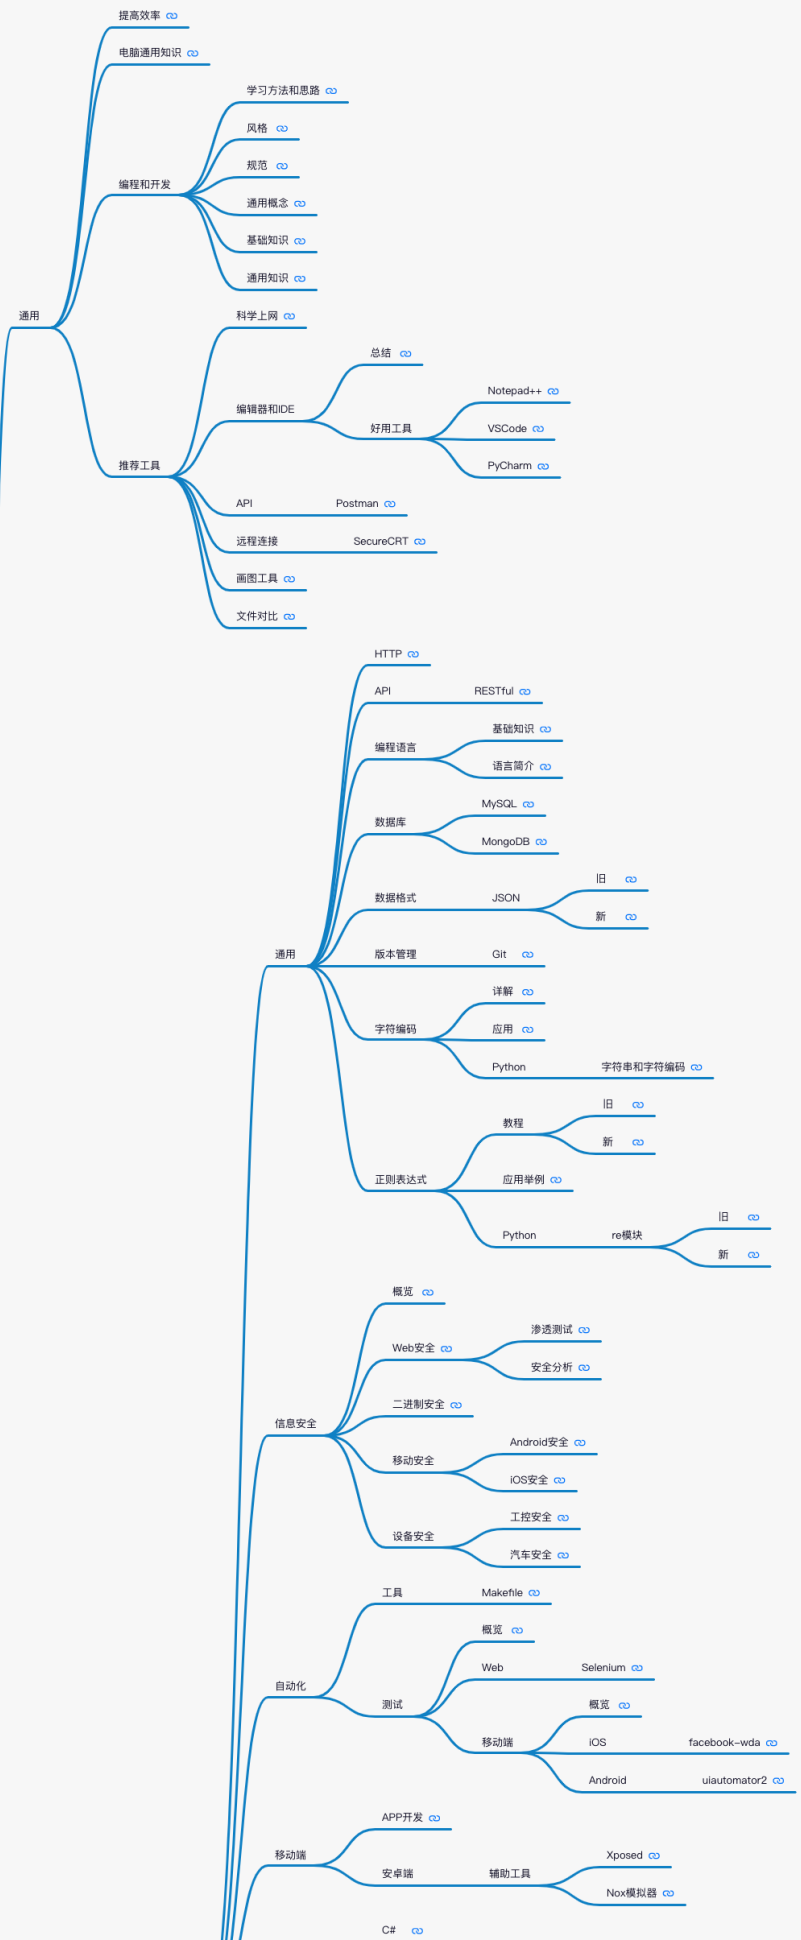 提高效率
电脑通用知识
学习方法和思路
风格
规范
编程和开发
通用概念
基础知识
通用知识
通用
科学上网
总结
Notepad++
编辑器和IDE
好用工具
VSCode
PyCharm
推荐工具
API
Postman
远程连接
SecureCRT
画图工具
文件对比
HTTP
API
RESTful
基础知识
编程语言
语言简介
MySQL
数据库
MongoDB
旧
数据格式
JSON
新
通用
版本管理
Git
详解
字符编码
应用
Python
字符串和字符编码
旧
教程
新
正则表达式
应用举例
旧
Python
re模块
新
概览
渗透测试
Web安全
安全分析
二进制安全
信息安全
Android安全
移动安全
iOS安全
工控安全
设备安全
汽车安全
工具
Makefile
概览
Web
Selenium
自动化
测试
概览
移动端
iOS
facebook-wda
Android
uiautomator2
APP开发
移动端
Xposed
安卓端
辅助工具
Nox模拟器
C#